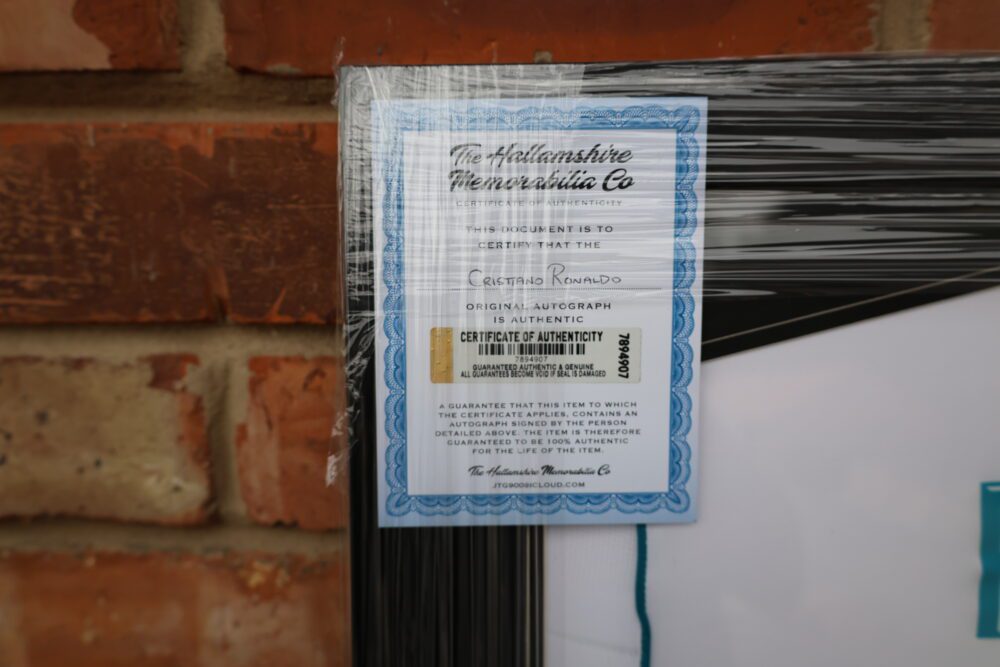 The Hallamshire
Memorabilia Co
CERTIFICATE OF AUTHENTICITY
THIS DOCUMENT IS TO
CERTIFY THAT THE
CRISTIANO RONALDO
ORIGINAL AUTOGRAPH
IS AUTHENTIC
CERTIFICATE OF AUTHENTICITY
7894907
7894907
GUARANTEED AUTHENTIC & GENUINE
ALL GUARANTEES BECOME VOID IF SEAL IS DAMAGED
A GUARANTEE THAT THIS ITEM TO WHICH
THE CERTIFICATE APPLIES, CONTAINS AN
AUTOGRAPH SIGNED BY THE PERSON
DETAILED ABOVE. THE ITEM IS THEREFORE
GUARANTEED TO BE 100% AUTHENTIC
FOR THE LIFE OF THE ITEM.
The Hallamshire Memorabilia Co